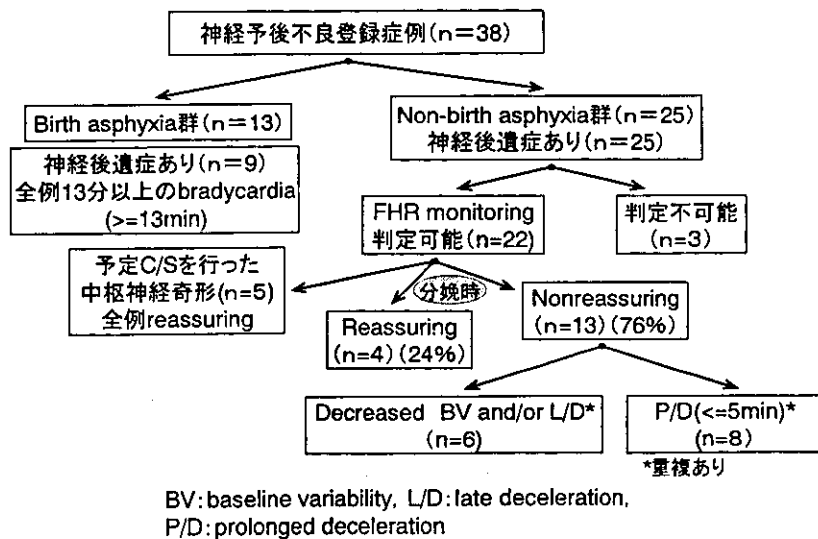 神経予後不良登録症例(n=38)
Birth asphyxia群(n=13)
Non-birth asphyxia群(n=25)
神経後遺症あり(n=25)
神経後遺症あり(n=9)
全例13分以上のbradycardia
(>=13min)
FHR monitoring
判定可能(n=22)
判定不可能
(n=3)
予定C/Sを行った
中枢神経奇形(n=5)
全例reassuring
分娩時
Reassuring
(n=4)(24%)
Nonreassuring
(n=13)(76%)
Decreased BV and/or L/D*
(n=6)
P/D(<=5min)*
(n=8)
*重複あり
BV:baseline variability, L/D:late deceleration,
P/D:prolonged deceleration